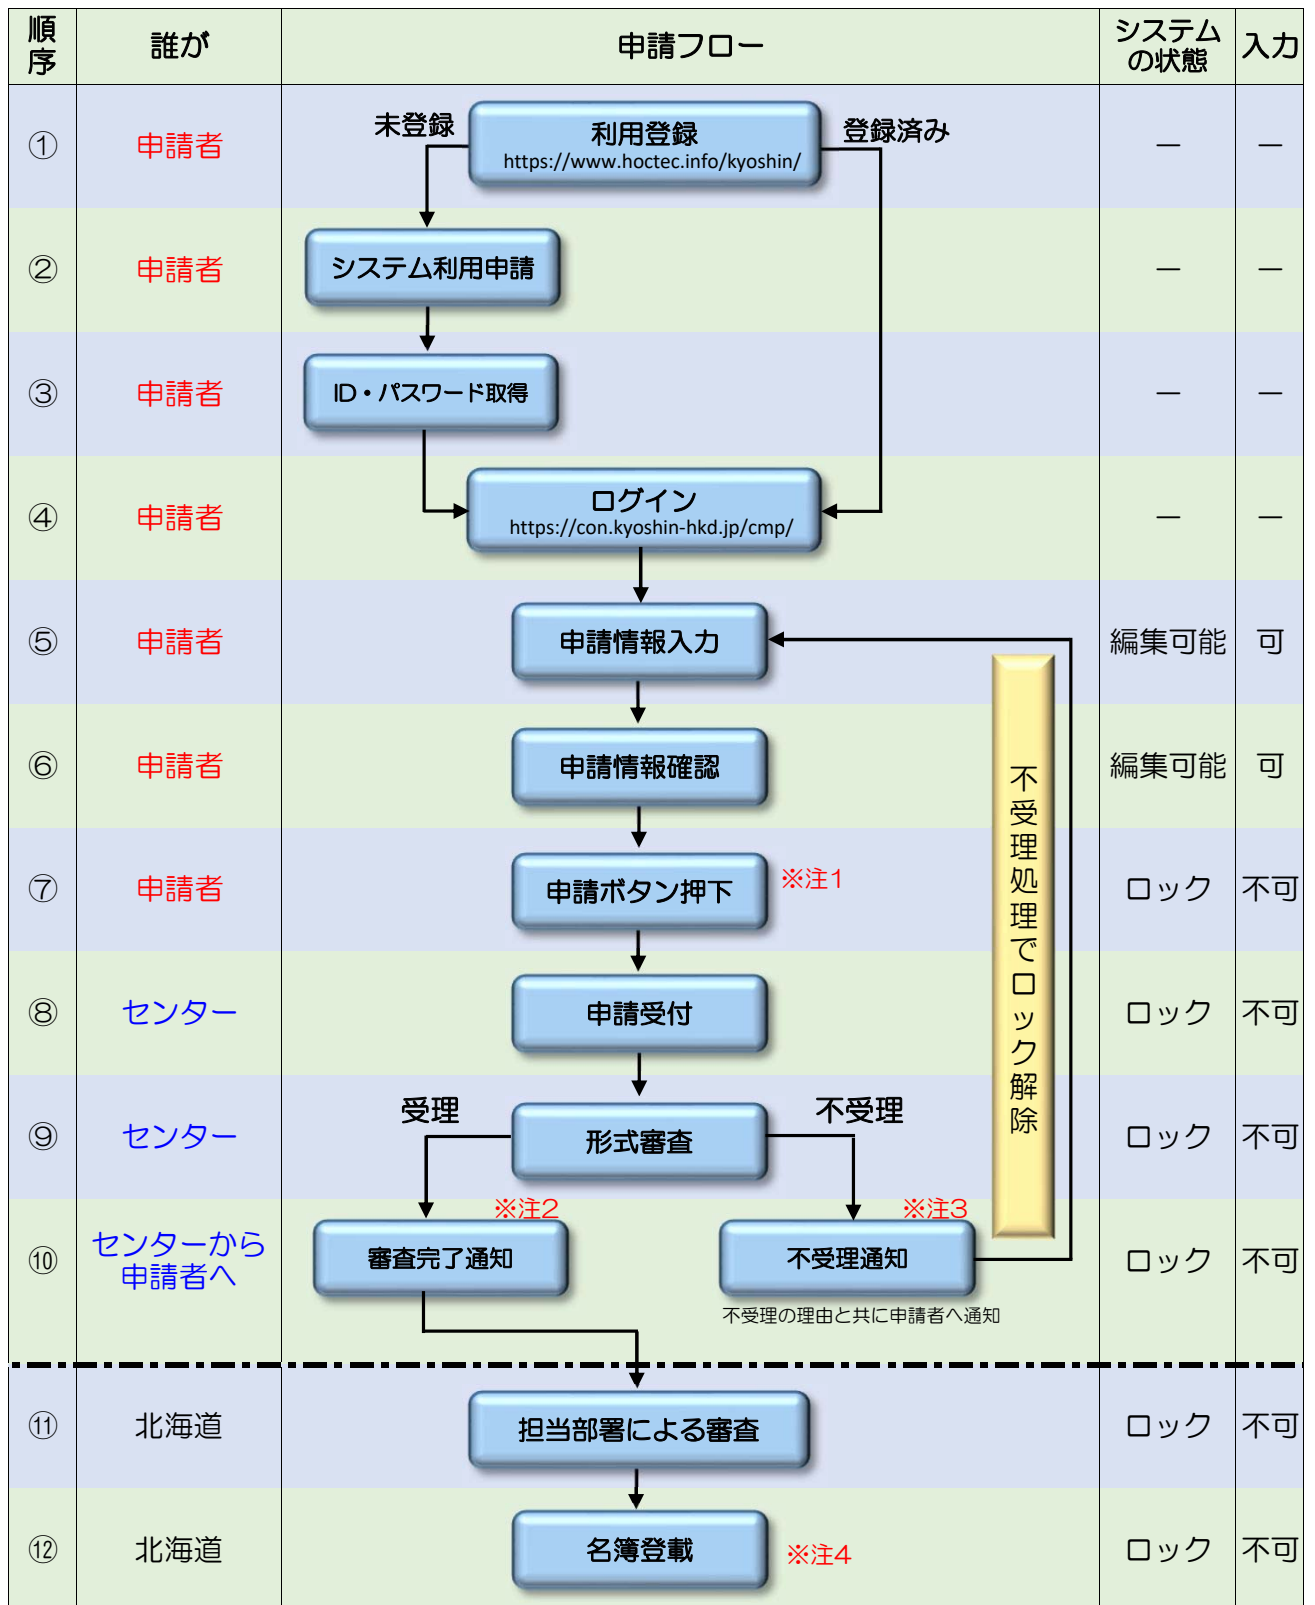 順序 誰が 申請フロー システムの状態 入力
① 申請者 未登録 利用登録 登録済み － －
https://www.hoctec.info/kyoshin/
② 申請者 システム利用申請 － －
③ 申請者 ID・パスワード取得 － －
④ 申請者 ログイン － －
https://con.kyoshin-hkd.jp/cmp/
⑤ 申請者 申請情報入力 編集可能 可
⑥ 申請者 申請情報確認 編集可能 可
⑦ 申請者 申請ボタン押下 ※注1 ロック 不可
不受理処理でロック解除
⑧ センター 申請受付 ロック 不可
⑨ センター 受理 形式審査 不受理 ロック 不可
※注2 ※注3
⑩ センターから申請者へ 審査完了通知 不受理通知 ロック 不可
不受理の理由と共に申請者へ通知
⑪ 北海道 担当部署による審査 ロック 不可
⑫ 北海道 名簿登載 ※注4 ロック 不可